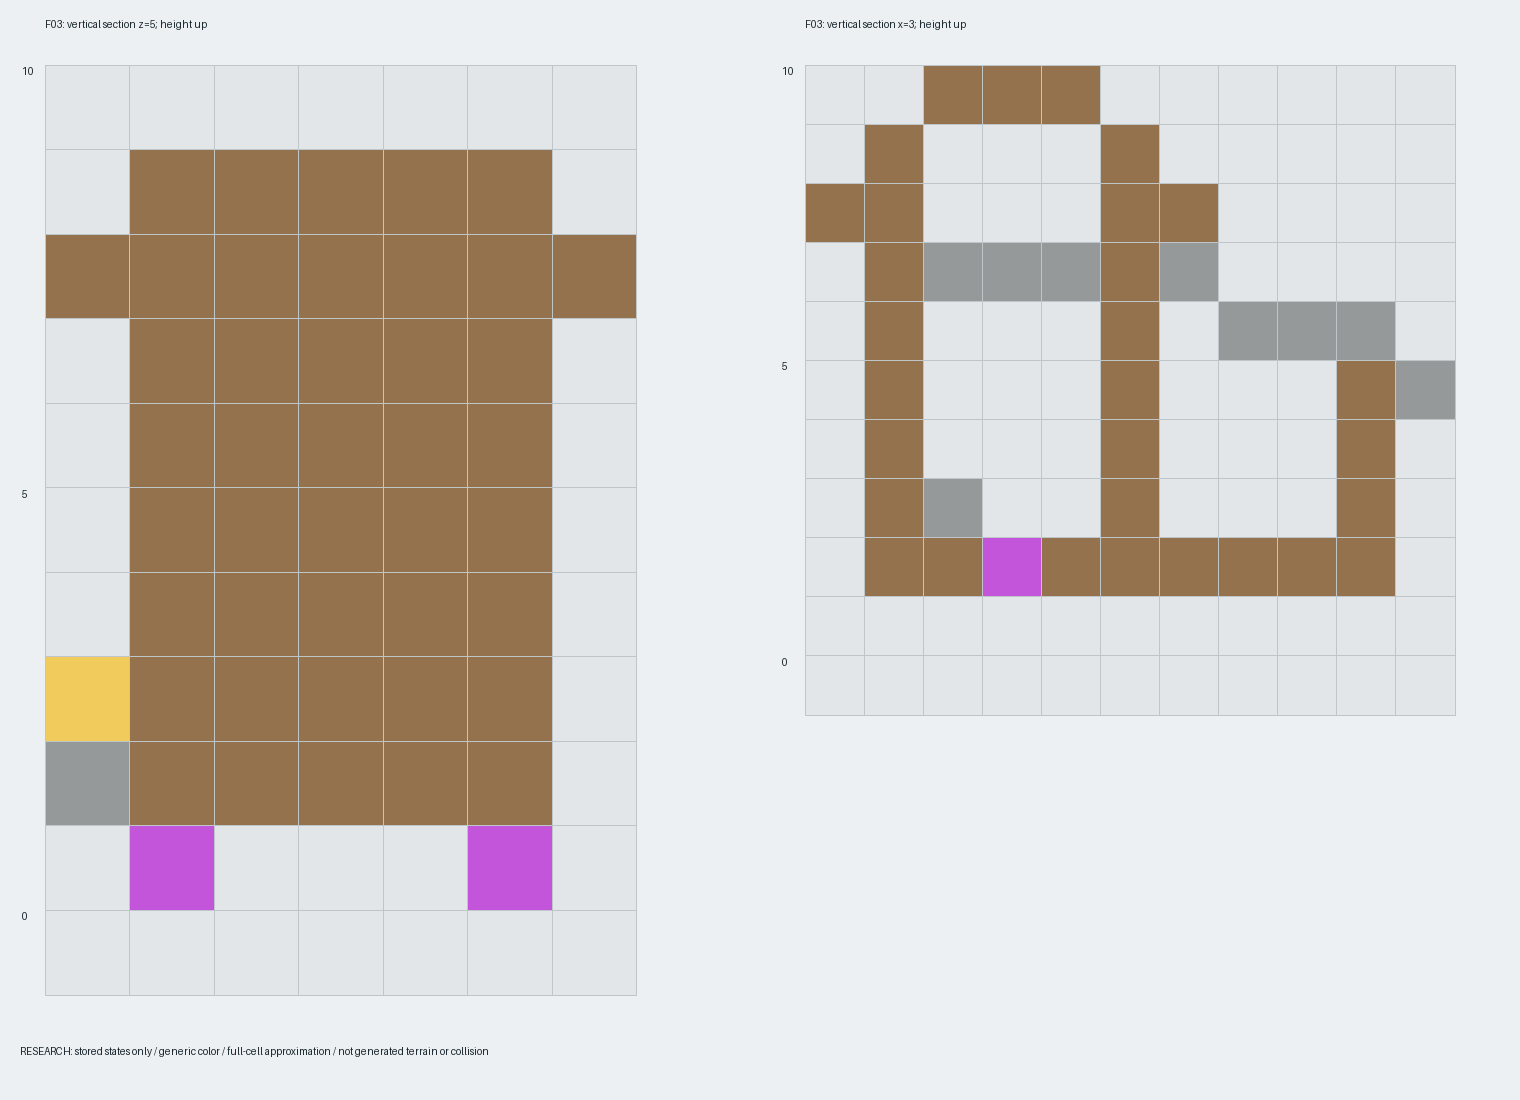 F03: vertical section z=5; height up
F03: vertical section x=3; height up
10
10
5
5
0
0
RESEARCH: stored states only / generic color / full-cell approximation / not generated terrain or collision